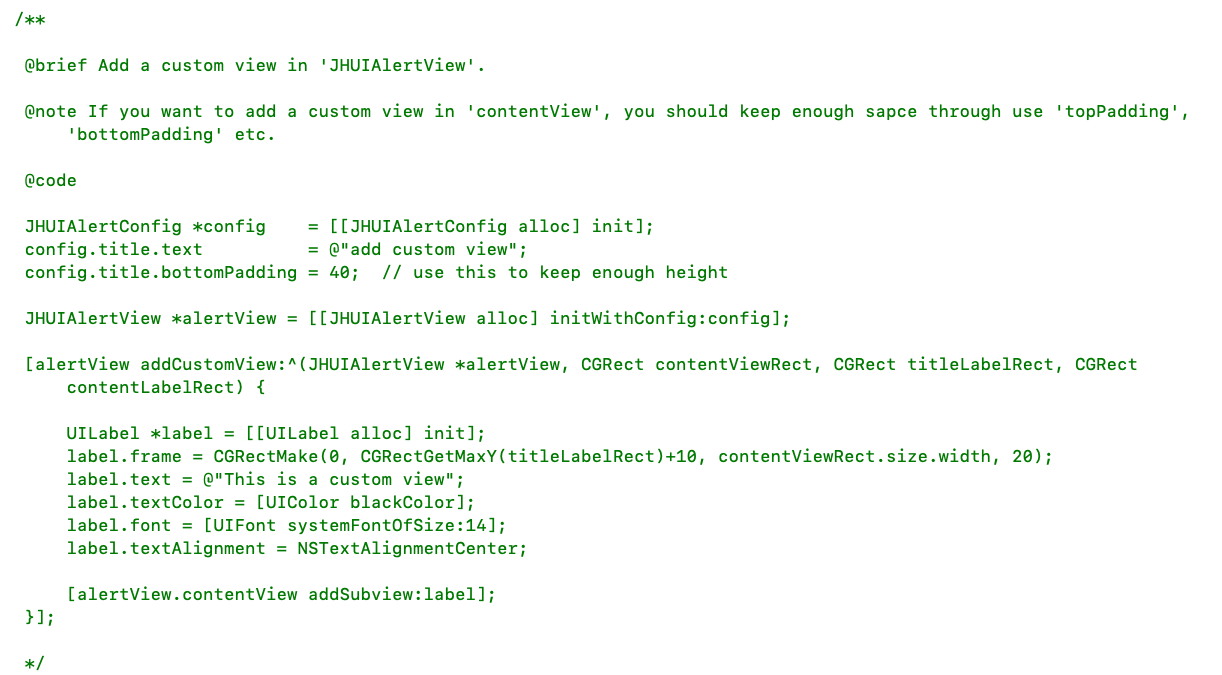 /**
@brief Add a custom view in 'JHUIAlertView'.
@note If you want to add a custom view in 'contentView', you should keep enough sapce through use 'topPadding',
'bottomPadding' etc.
@code
JHUIAlertConfig *config    = [[JHUIAlertConfig alloc] init];
config.title.text          = @"add custom view";
config.title.bottomPadding = 40;  // use this to keep enough height
JHUIAlertView *alertView = [[JHUIAlertView alloc] initWithConfig:config];
[alertView addCustomView:^(JHUIAlertView *alertView, CGRect contentViewRect, CGRect titleLabelRect, CGRect
contentLabelRect) {
UILabel *label = [[UILabel alloc] init];
label.frame = CGRectMake(0, CGRectGetMaxY(titleLabelRect)+10, contentViewRect.size.width, 20);
label.text = @"This is a custom view";
label.textColor = [UIColor blackColor];
label.font = [UIFont systemFontOfSize:14];
label.textAlignment = NSTextAlignmentCenter;
[alertView.contentView addSubview:label];
}];
*/